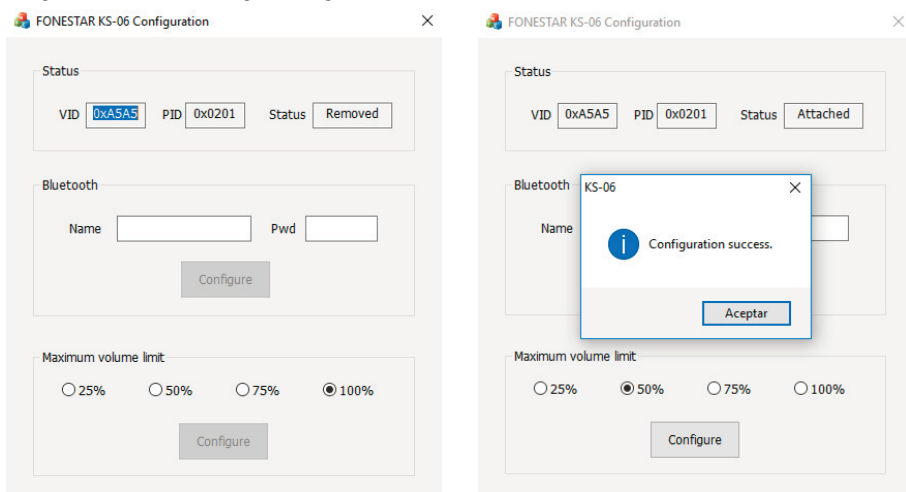 FONESTAR KS-06 Configuration
Status
VID 0xA5A5 PID 0x0201 Status Removed
Bluetooth
Name Pwd
Configure
Maximum volume limit
25% 50% 75% 100%
Configure
FONESTAR KS-06 Configuration
Status
VID 0xA5A5 PID 0x0201 Status Attached
Bluetooth
Name
KS-06
Configuration success.
Aceptar
Maximum volume limit
25% 50% 75% 100%
Configure